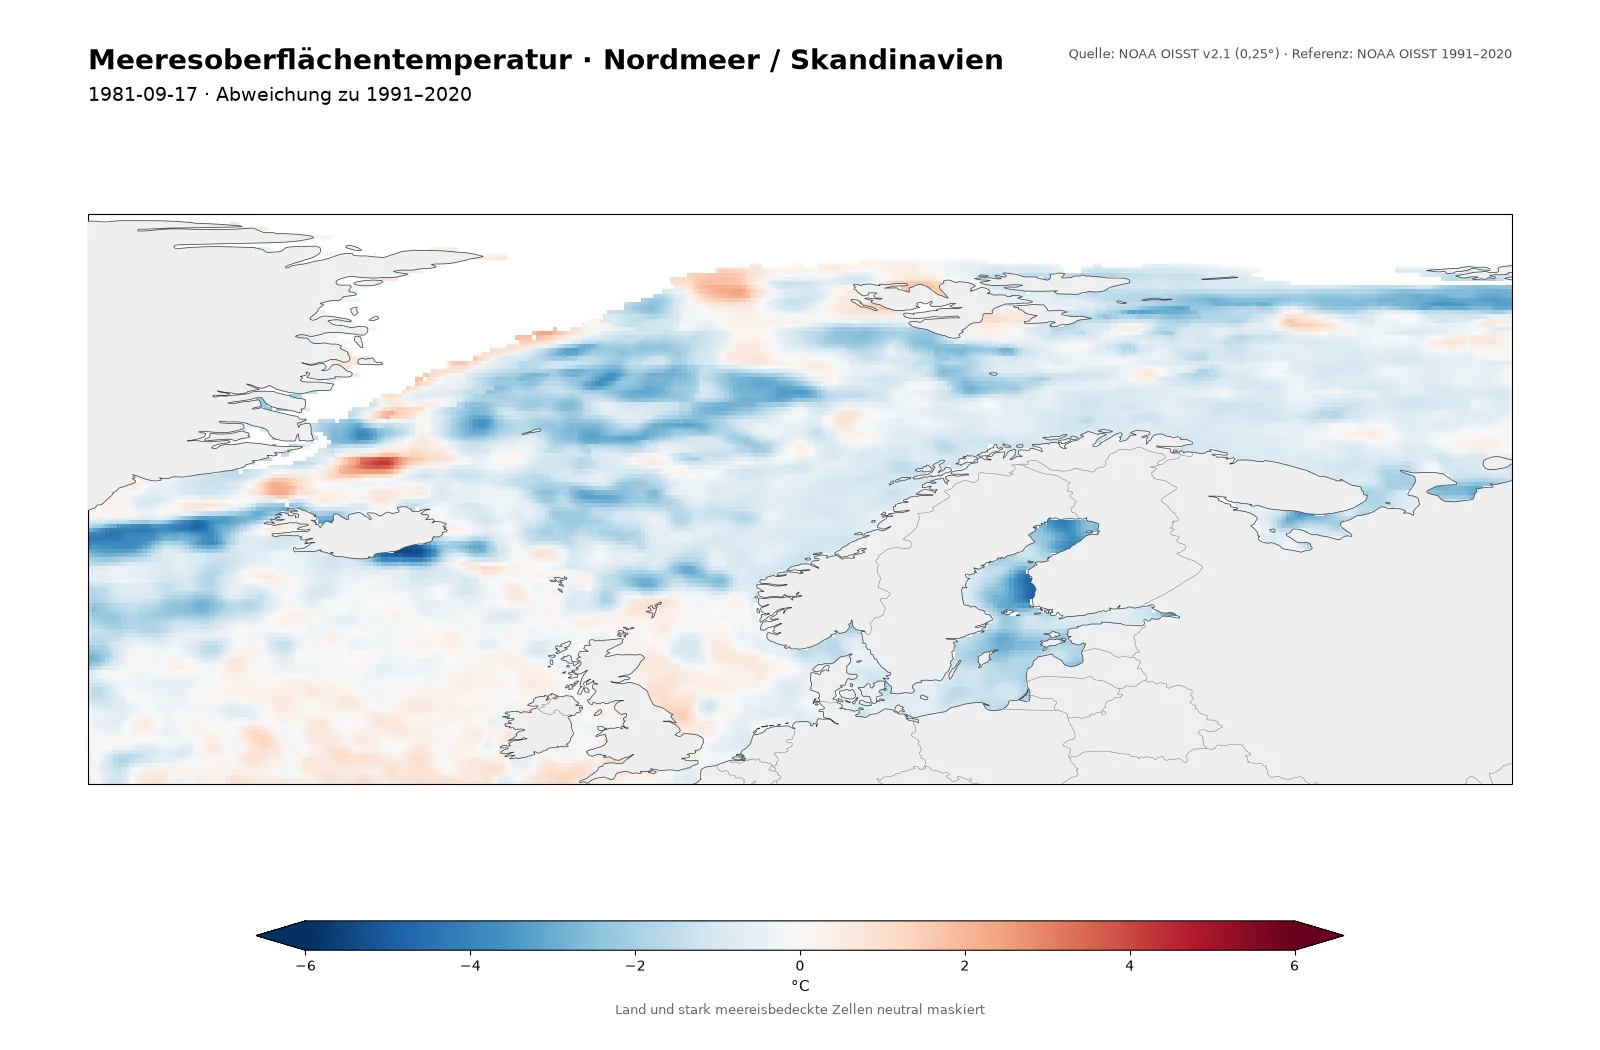 Meeresoberflächentemperatur · Nordmeer / Skandinavien
Quelle: NOAA OISST v2.1 (0,25°) · Referenz: NOAA OISST 1991–2020
1981-09-17 · Abweichung zu 1991–2020
−6 −4 −2 0 2 4 6
°C
Land und stark meereisbedeckte Zellen neutral maskiert